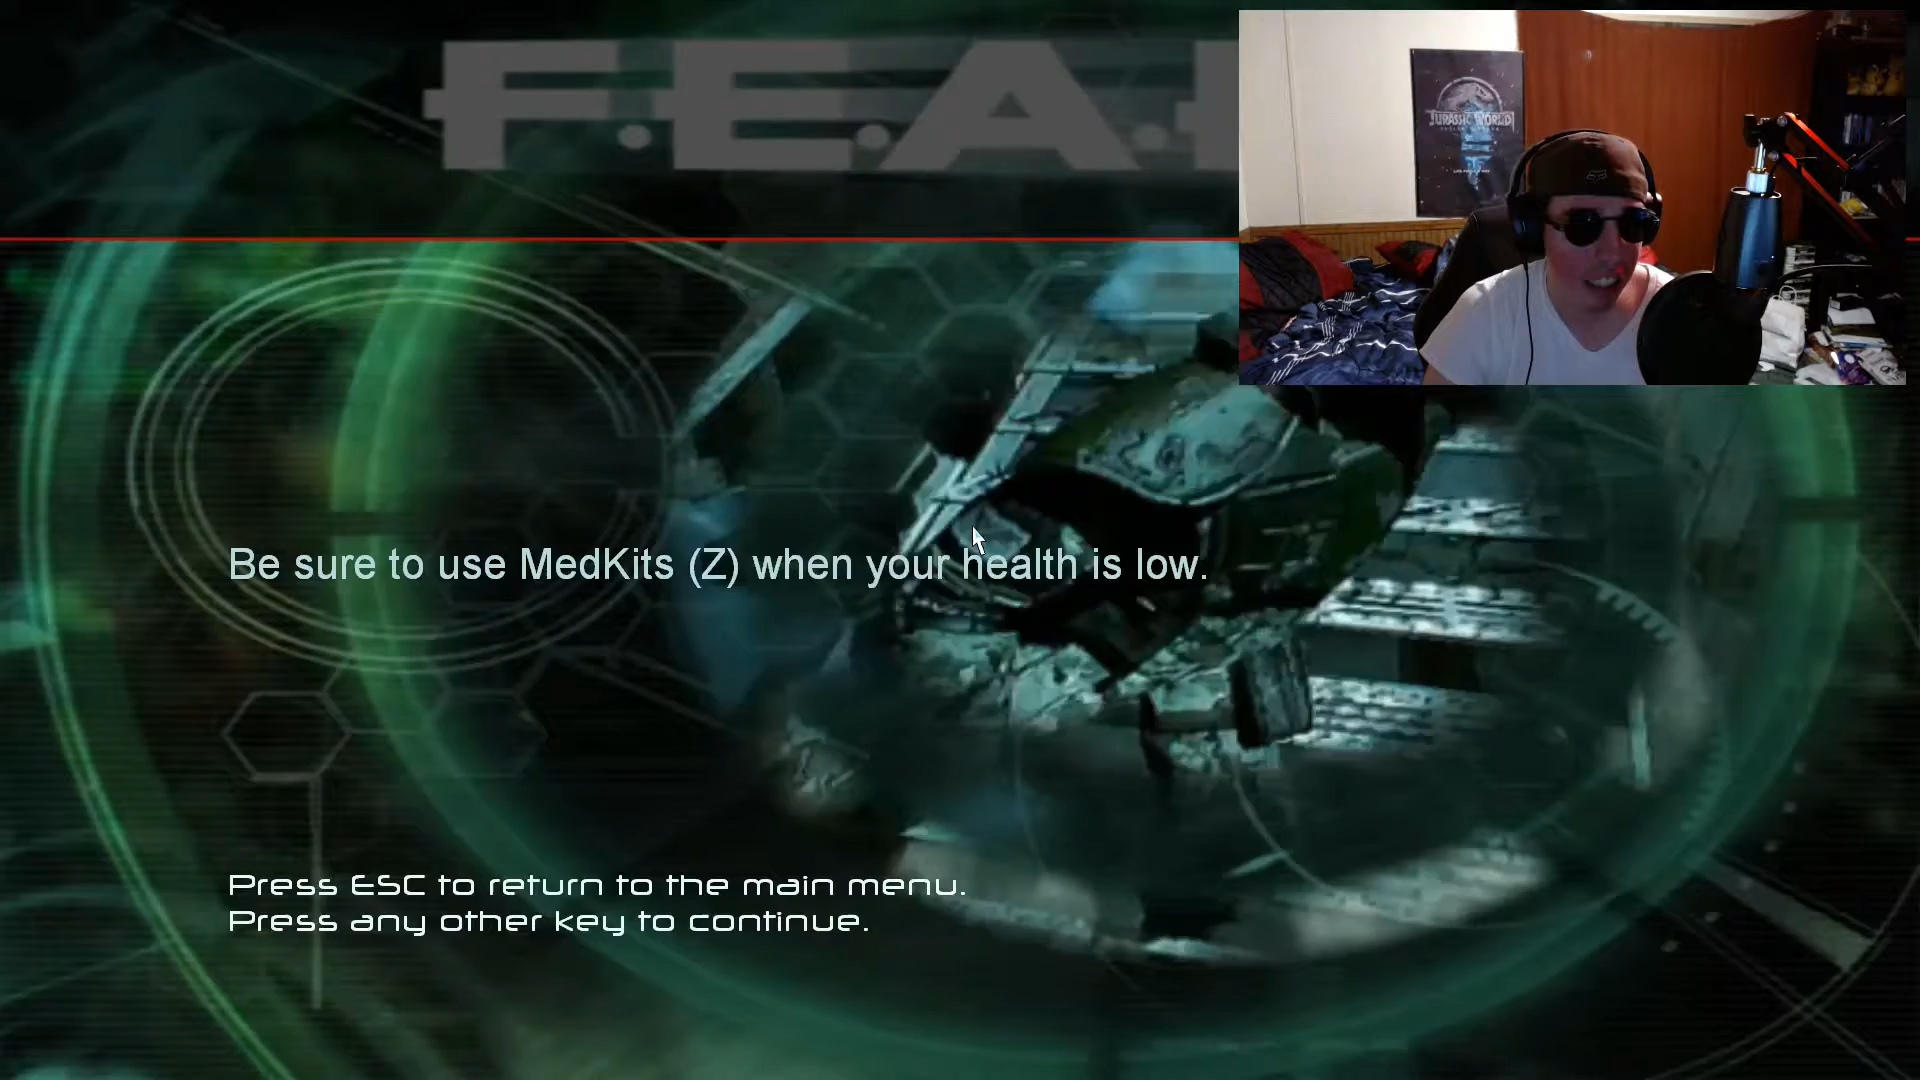 F.E.A.
JURASSIC WORLD
Be sure to use MedKits (Z) when your health is low.
Press ESC to return to the main menu.
Press any other key to continue.